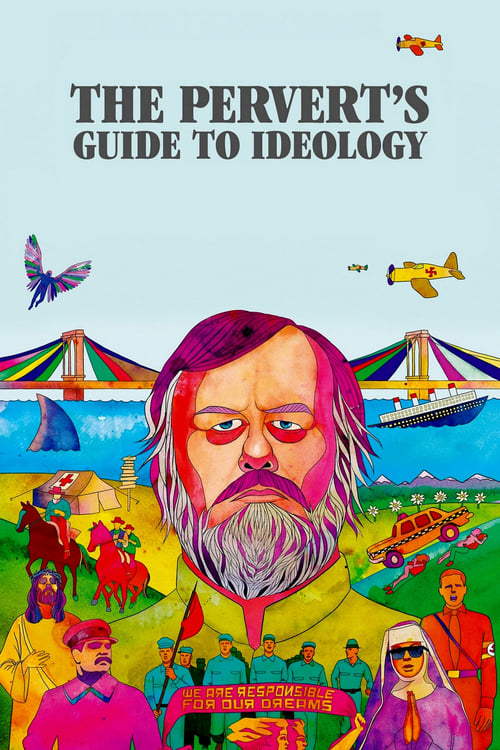 THE PERVERT'S
GUIDE TO IDEOLOGY
WE ARE RESPONSIBLE
FOR OUR DREAMS